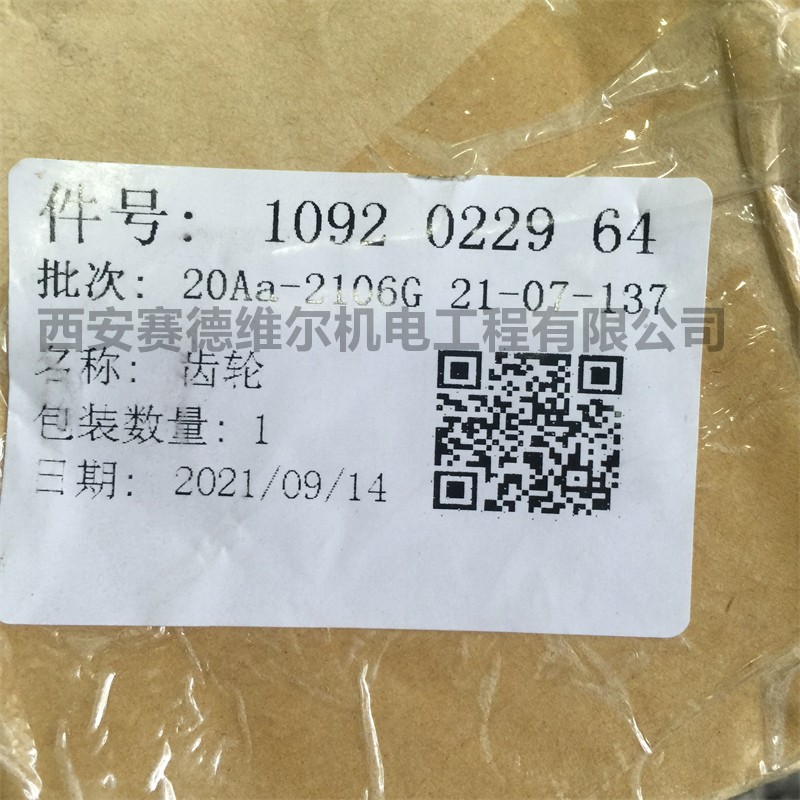 件号: 1092 0229 64
批次: 20Aa-2106G 21-07-137
西安赛德维尔机电工程有限公司
名称: 齿轮
包装数量: 1
日期: 2021/09/14